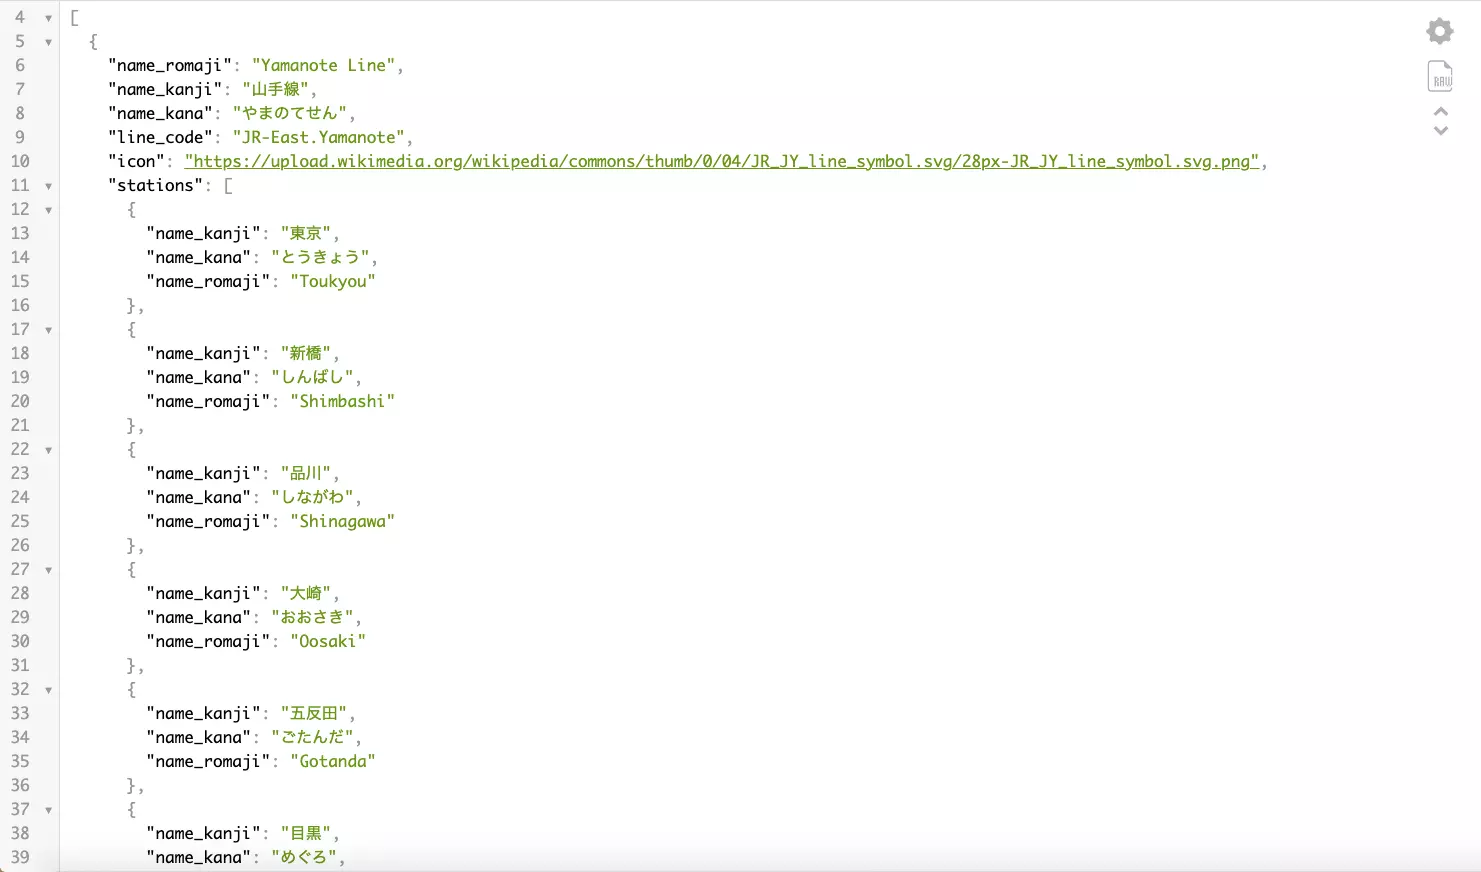 4 [
5 {
6 "name_romaji": "Yamanote Line",
7 "name_kanji": "山手線",
8 "name_kana": "やまのてせん",
9 "line_code": "JR-East.Yamanote",
10 "icon": "https://upload.wikimedia.org/wikipedia/commons/thumb/0/04/JR_JY_line_symbol.svg/28px-JR_JY_line_symbol.svg.png",
11 "stations": [
12 {
13 "name_kanji": "東京",
14 "name_kana": "とうきょう",
15 "name_romaji": "Toukyou"
16 },
17 {
18 "name_kanji": "新橋",
19 "name_kana": "しんばし",
20 "name_romaji": "Shimbashi"
21 },
22 {
23 "name_kanji": "品川",
24 "name_kana": "しながわ",
25 "name_romaji": "Shinagawa"
26 },
27 {
28 "name_kanji": "大崎",
29 "name_kana": "おおさき",
30 "name_romaji": "Oosaki"
31 },
32 {
33 "name_kanji": "五反田",
34 "name_kana": "ごたんだ",
35 "name_romaji": "Gotanda"
36 },
37 {
38 "name_kanji": "目黒",
39 "name_kana": "めぐろ",
RAW